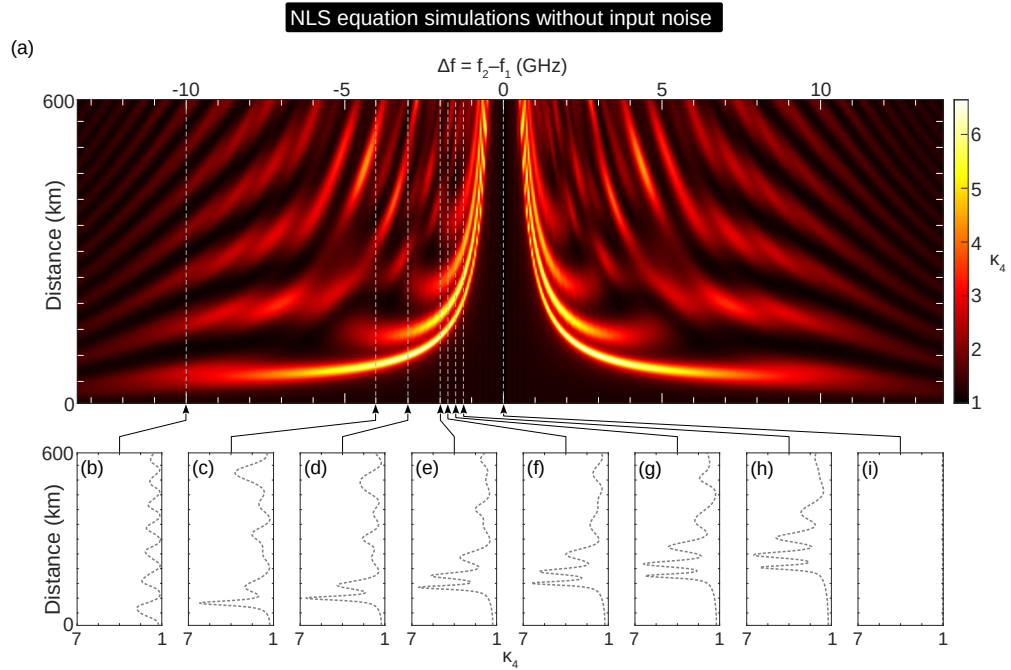 NLS equation simulations without input noise
(a)
Δf = f₂–f₁ (GHz)
-10 -5 0 5 10
600
0
Distance (km)
6
5
4
3
2
1
κ₄
(b) (c) (d) (e) (f) (g) (h) (i)
600
0
Distance (km)
7 1 7 1 7 1 7 1 7 1 7 1 7 1 7 1
κ₄